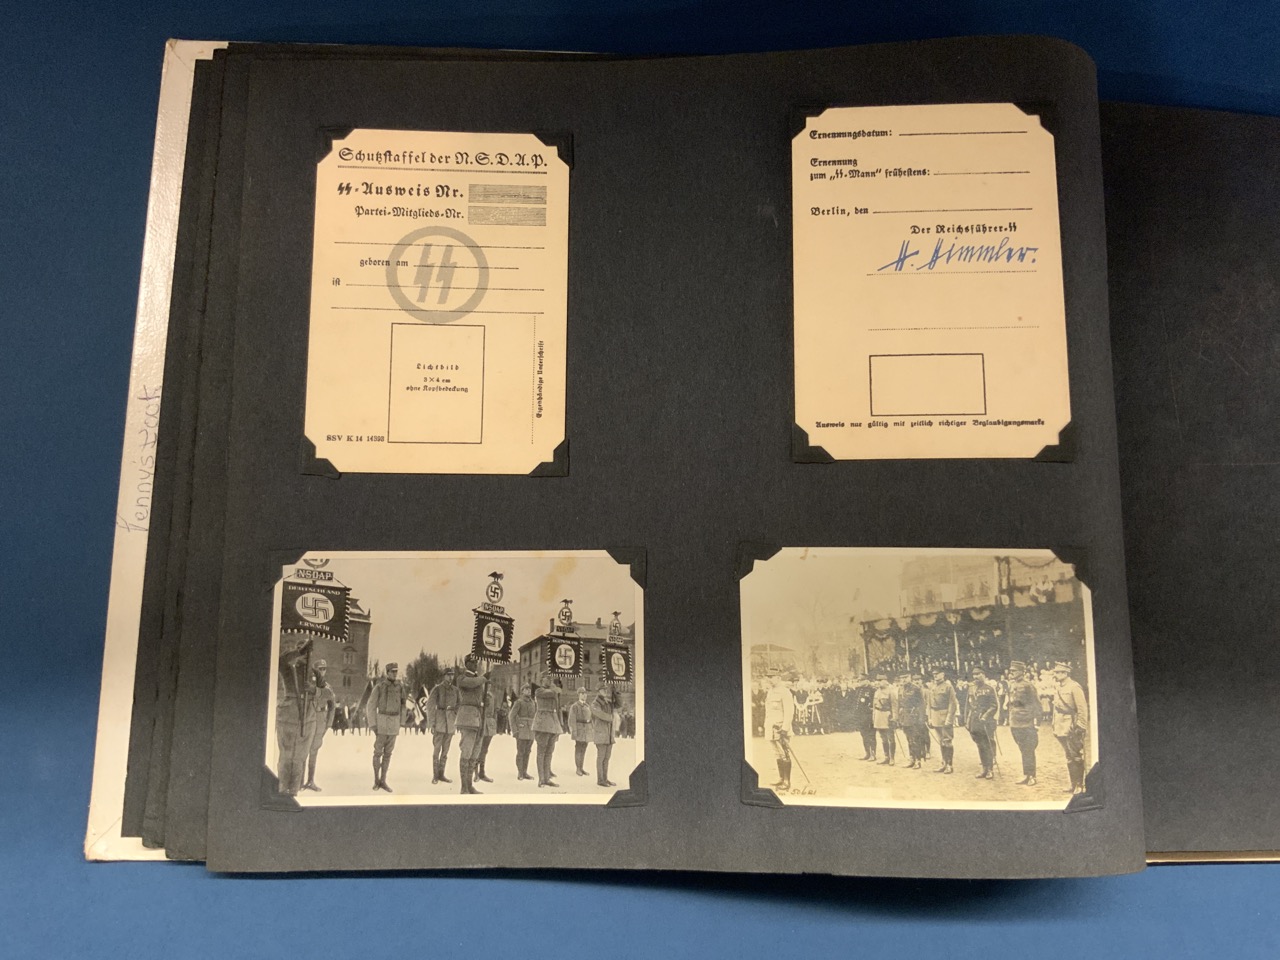 Schutzstaffel der N.S.D.A.P.
SS-Ausweis Nr.
Partei-Mitglieds-Nr.
geboren am
ist
SS
Lichtbild
3 × 4 cm
ohne Kopfbedeckung
Eigenhändige Unterschrift
SSV K 14
Ernennungsdatum:
Ernennung
zum „SS-Mann" frühestens:
Berlin, den
Der Reichsführer-SS
H. Himmler.
Ausweis nur gültig mit zeitlich richtiger Beglaubigungsmarke
Penny's
NSDAP
DEUTSCHLAND
ERWACHE